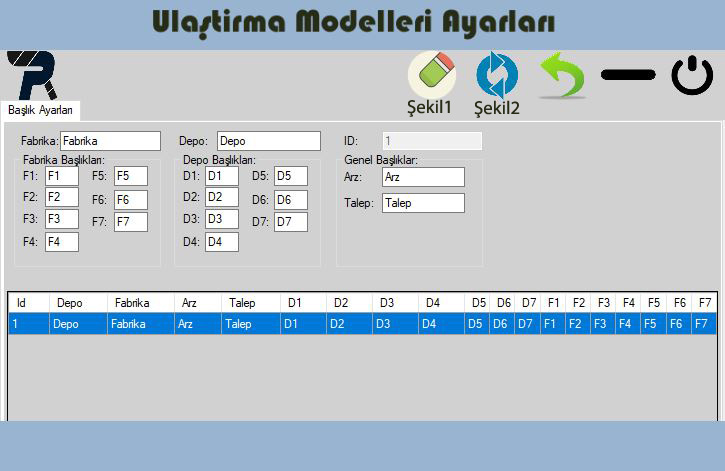 Ulaştirma Modelleri Ayarları
Şekil1 Şekil2
Başlık Ayarları
Fabrika: Fabrika Depo: Depo ID: 1
Fabrika Başlıkları: Depo Başlıkları: Genel Başlıklar:
F1: F1 F5: F5 D1: D1 D5: D5 Arz: Arz
F2: F2 F6: F6 D2: D2 D6: D6 Talep: Talep
F3: F3 F7: F7 D3: D3 D7: D7
F4: F4 D4: D4
Id Depo Fabrika Arz Talep D1 D2 D3 D4 D5 D6 D7 F1 F2 F3 F4 F5 F6 F7
1 Depo Fabrika Arz Talep D1 D2 D3 D4 D5 D6 D7 F1 F2 F3 F4 F5 F6 F7